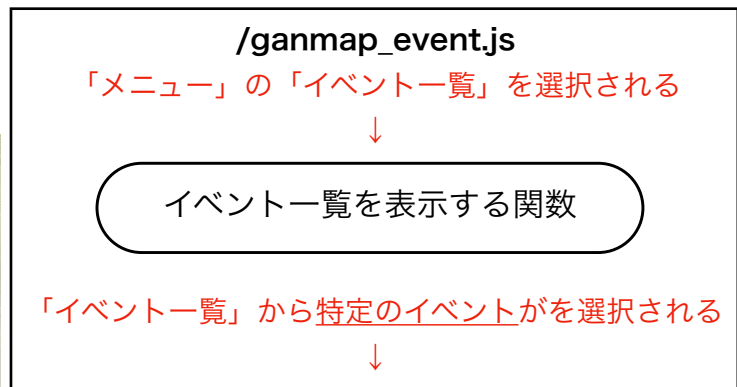 /ganmap_event.js
「メニュー」の「イベント一覧」を選択される
↓
イベント一覧を表示する関数
「イベント一覧」から特定のイベントがを選択される
↓